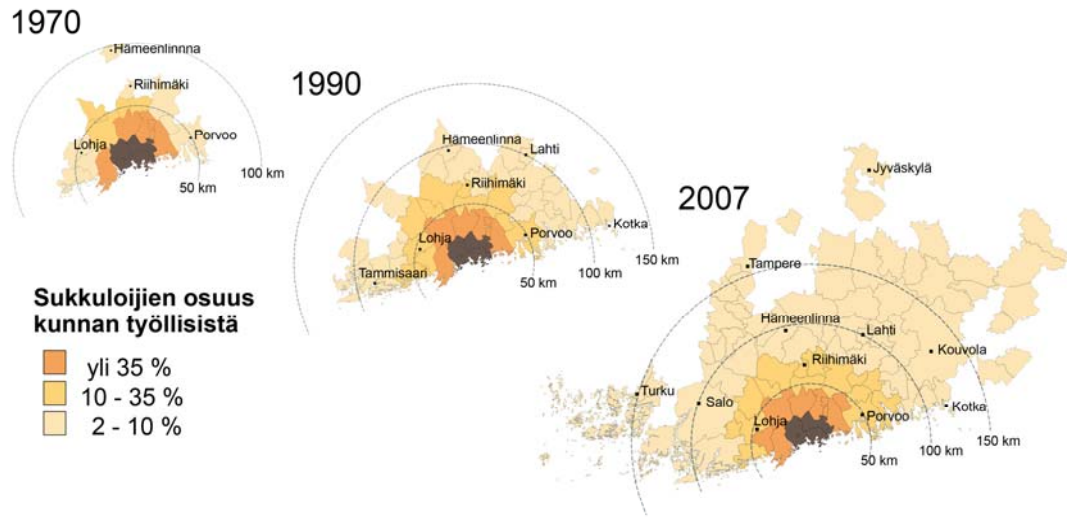 1970
Hämeenlinnna
Riihimäki
Lohja
Porvoo
50 km
100 km
1990
Hämeenlinna
Lahti
Riihimäki
Lohja
Porvoo
Kotka
Tammisaari
50 km
100 km
150 km
2007
Jyväskylä
Tampere
Hämeenlinna
Lahti
Kouvola
Riihimäki
Turku
Salo
Kotka
Porvoo
Lohja
50 km
100 km
150 km
Sukkuloijien osuus
kunnan työllisistä
yli 35 %
10 - 35 %
2 - 10 %